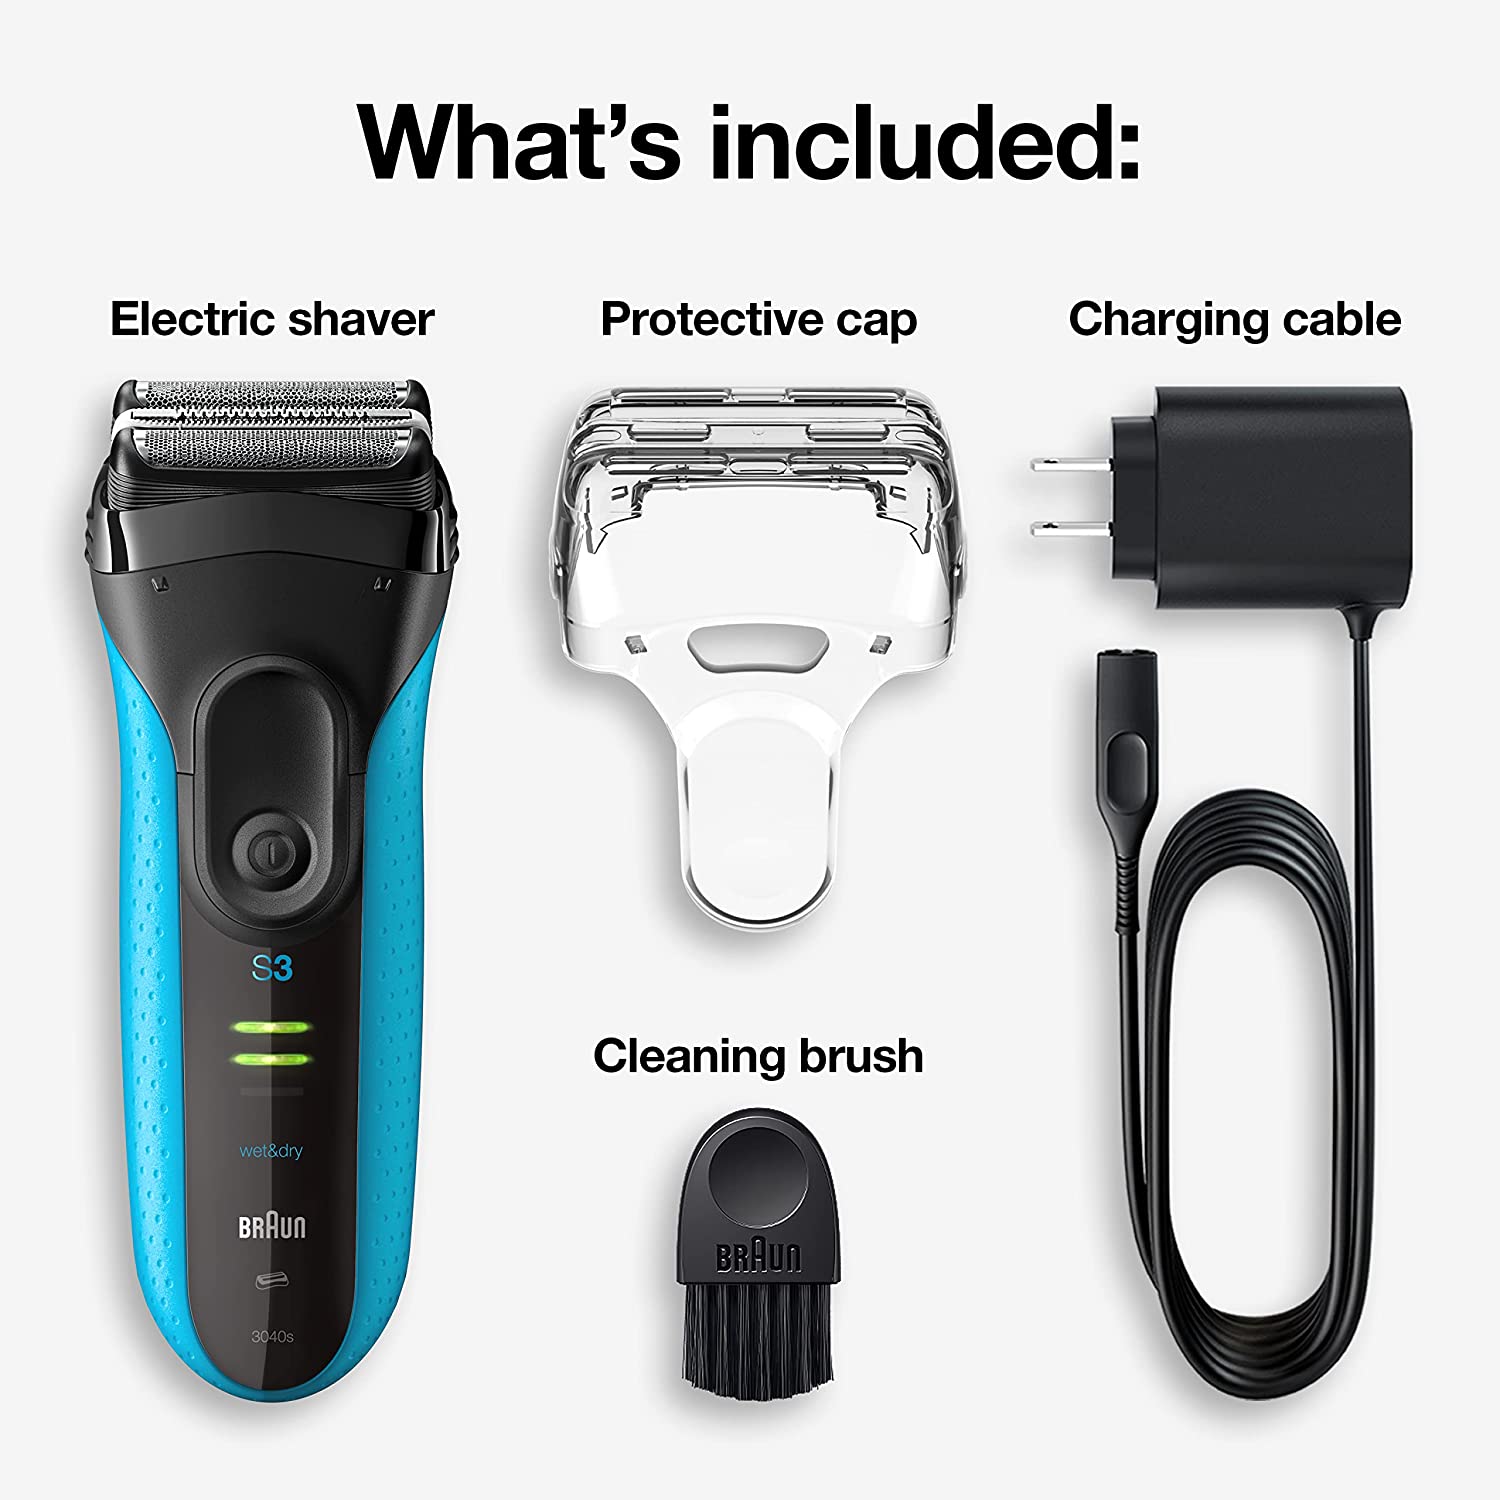 What's included:
Electric shaver
Protective cap
Charging cable
S3
wet&dry
BRAUN
3040s
Cleaning brush
BRAUN